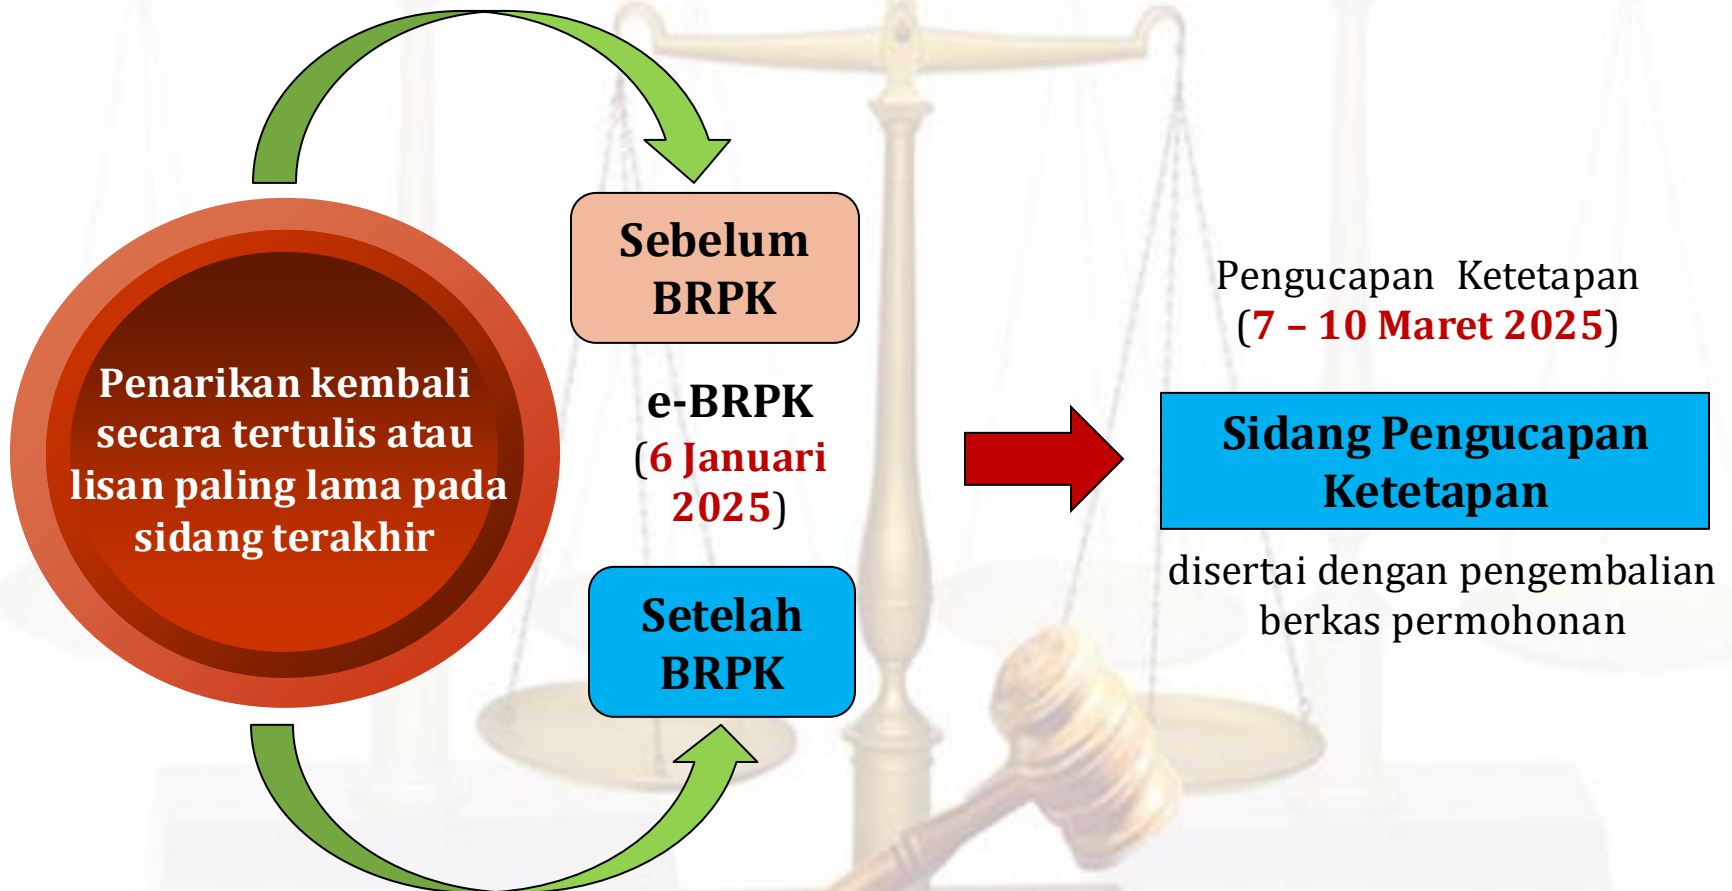 Penarikan kembali
secara tertulis atau
lisan paling lama pada
sidang terakhir
Sebelum
BRPK
e-BRPK
(6 Januari
2025)
Setelah
BRPK
Pengucapan Ketetapan
(7 – 10 Maret 2025)
Sidang Pengucapan
Ketetapan
disertai dengan pengembalian
berkas permohonan